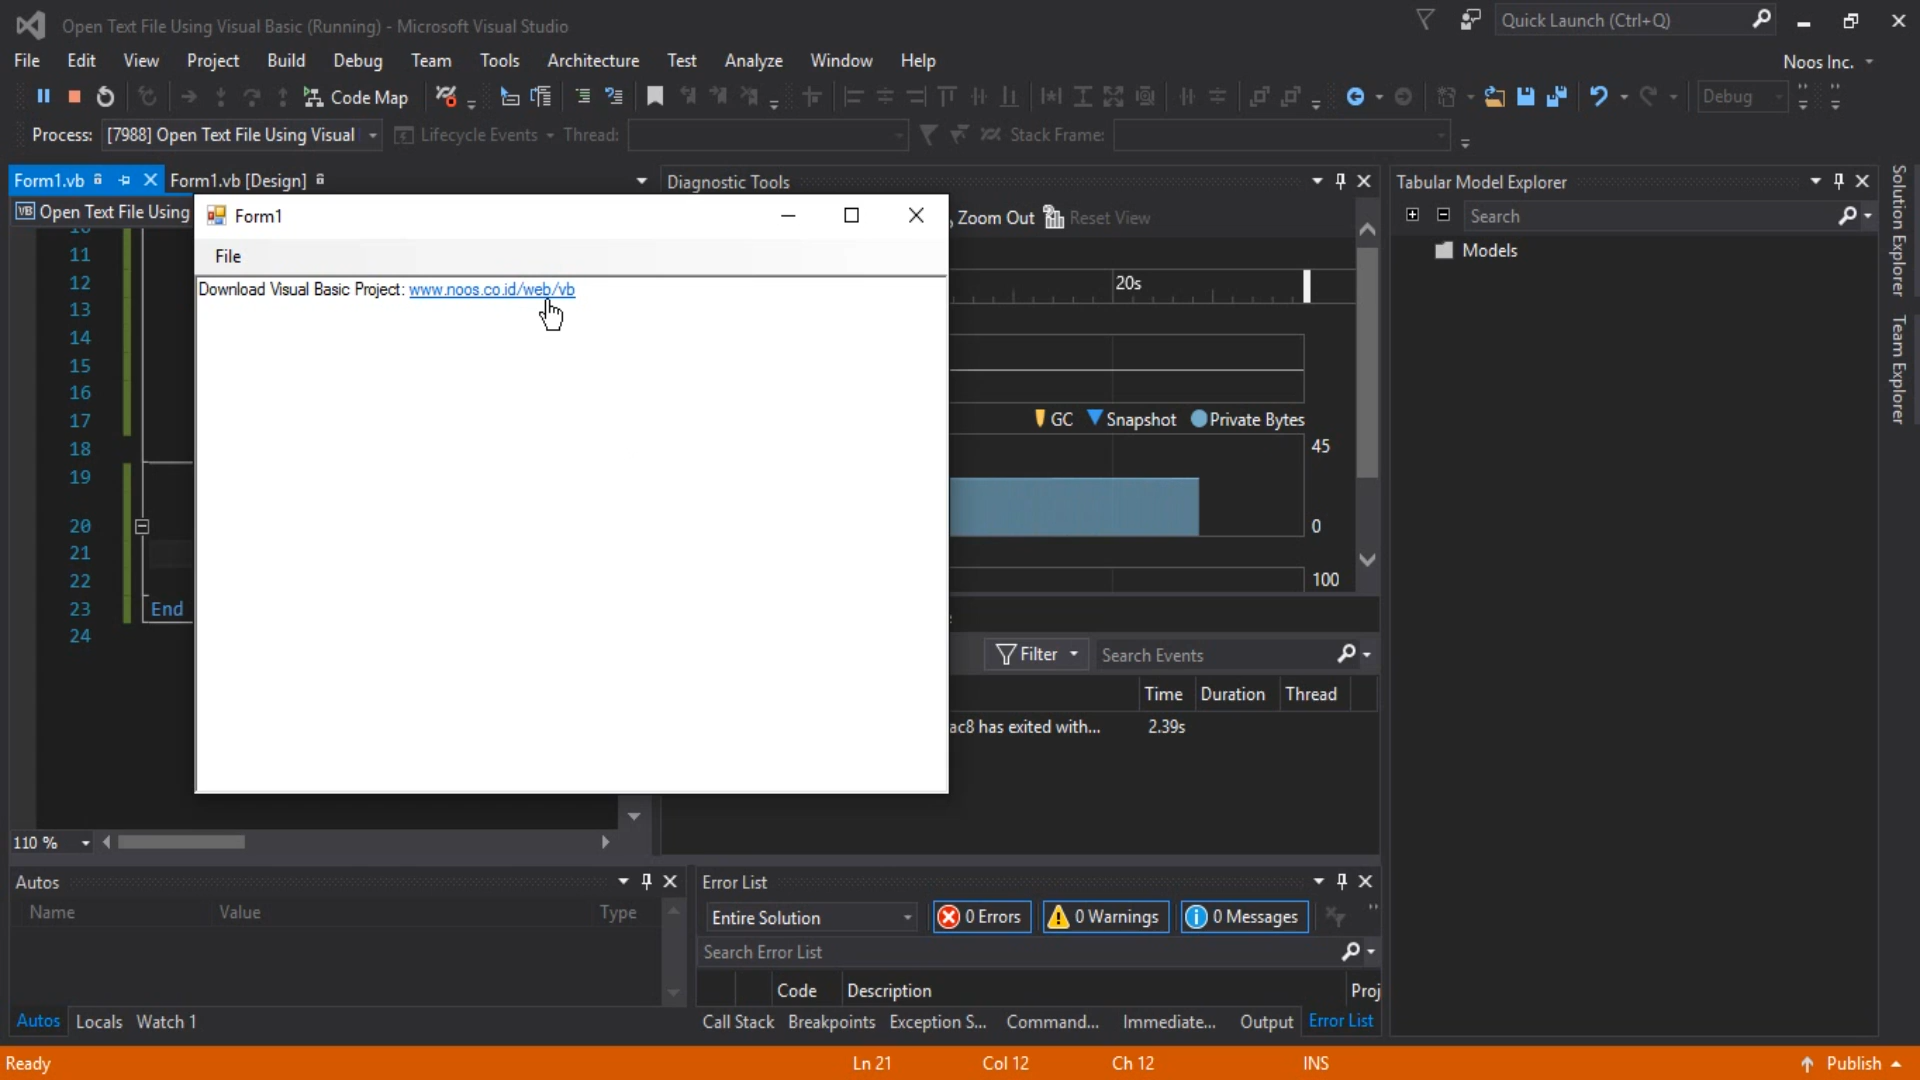 Open Text File Using Visual Basic (Running) - Microsoft Visual Studio
Quick Launch (Ctrl+Q)
File Edit View Project Build Debug Team Tools Architecture Test Analyze Window Help
Noos Inc.
Code Map
Debug
Process: [7988] Open Text File Using Visual
Lifecycle Events
Thread:
Stack Frame:
Form1.vb
Form1.vb [Design]
VB Open Text File Using
Form1
File
Download Visual Basic Project: www.noos.co.id/web/vb
10
11
12
13
14
15
16
17
18
19
20
21
22
23 End
24
110 %
Diagnostic Tools
Zoom Out Reset View
20s
GC Snapshot Private Bytes
45
0
100
Filter Search Events
Time Duration Thread
ac8 has exited with... 2.39s
Tabular Model Explorer
Search
Models
Solution Explorer
Team Explorer
Autos
Name Value Type
Autos Locals Watch 1
Error List
Entire Solution 0 Errors 0 Warnings 0 Messages
Search Error List
Code Description Proj
Call Stack Breakpoints Exception S... Command... Immediate... Output Error List
Ready Ln 21 Col 12 Ch 12 INS Publish